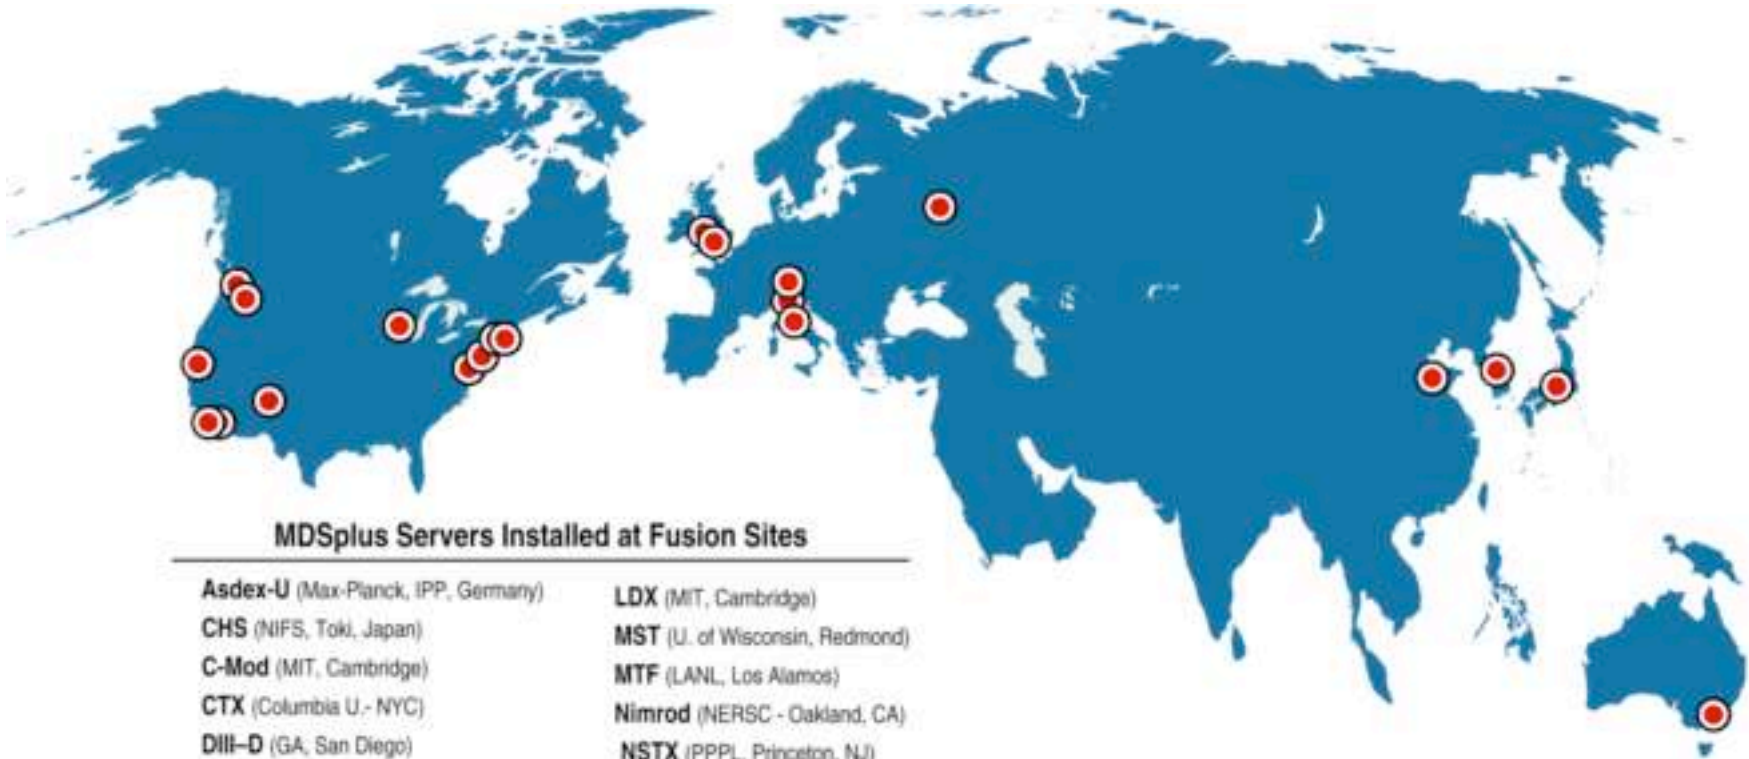 MDSplus Servers Installed at Fusion Sites
Asdex-U (Max-Planck, IPP, Germany)
CHS (NIFS, Toki, Japan)
C-Mod (MIT, Cambridge)
CTX (Columbia U.- NYC)
DIII–D (GA, San Diego)
LDX (MIT, Cambridge)
MST (U. of Wisconsin, Redmond)
MTF (LANL, Los Alamos)
Nimrod (NERSC - Oakland, CA)
NSTX (PPPL, Princeton, NJ)